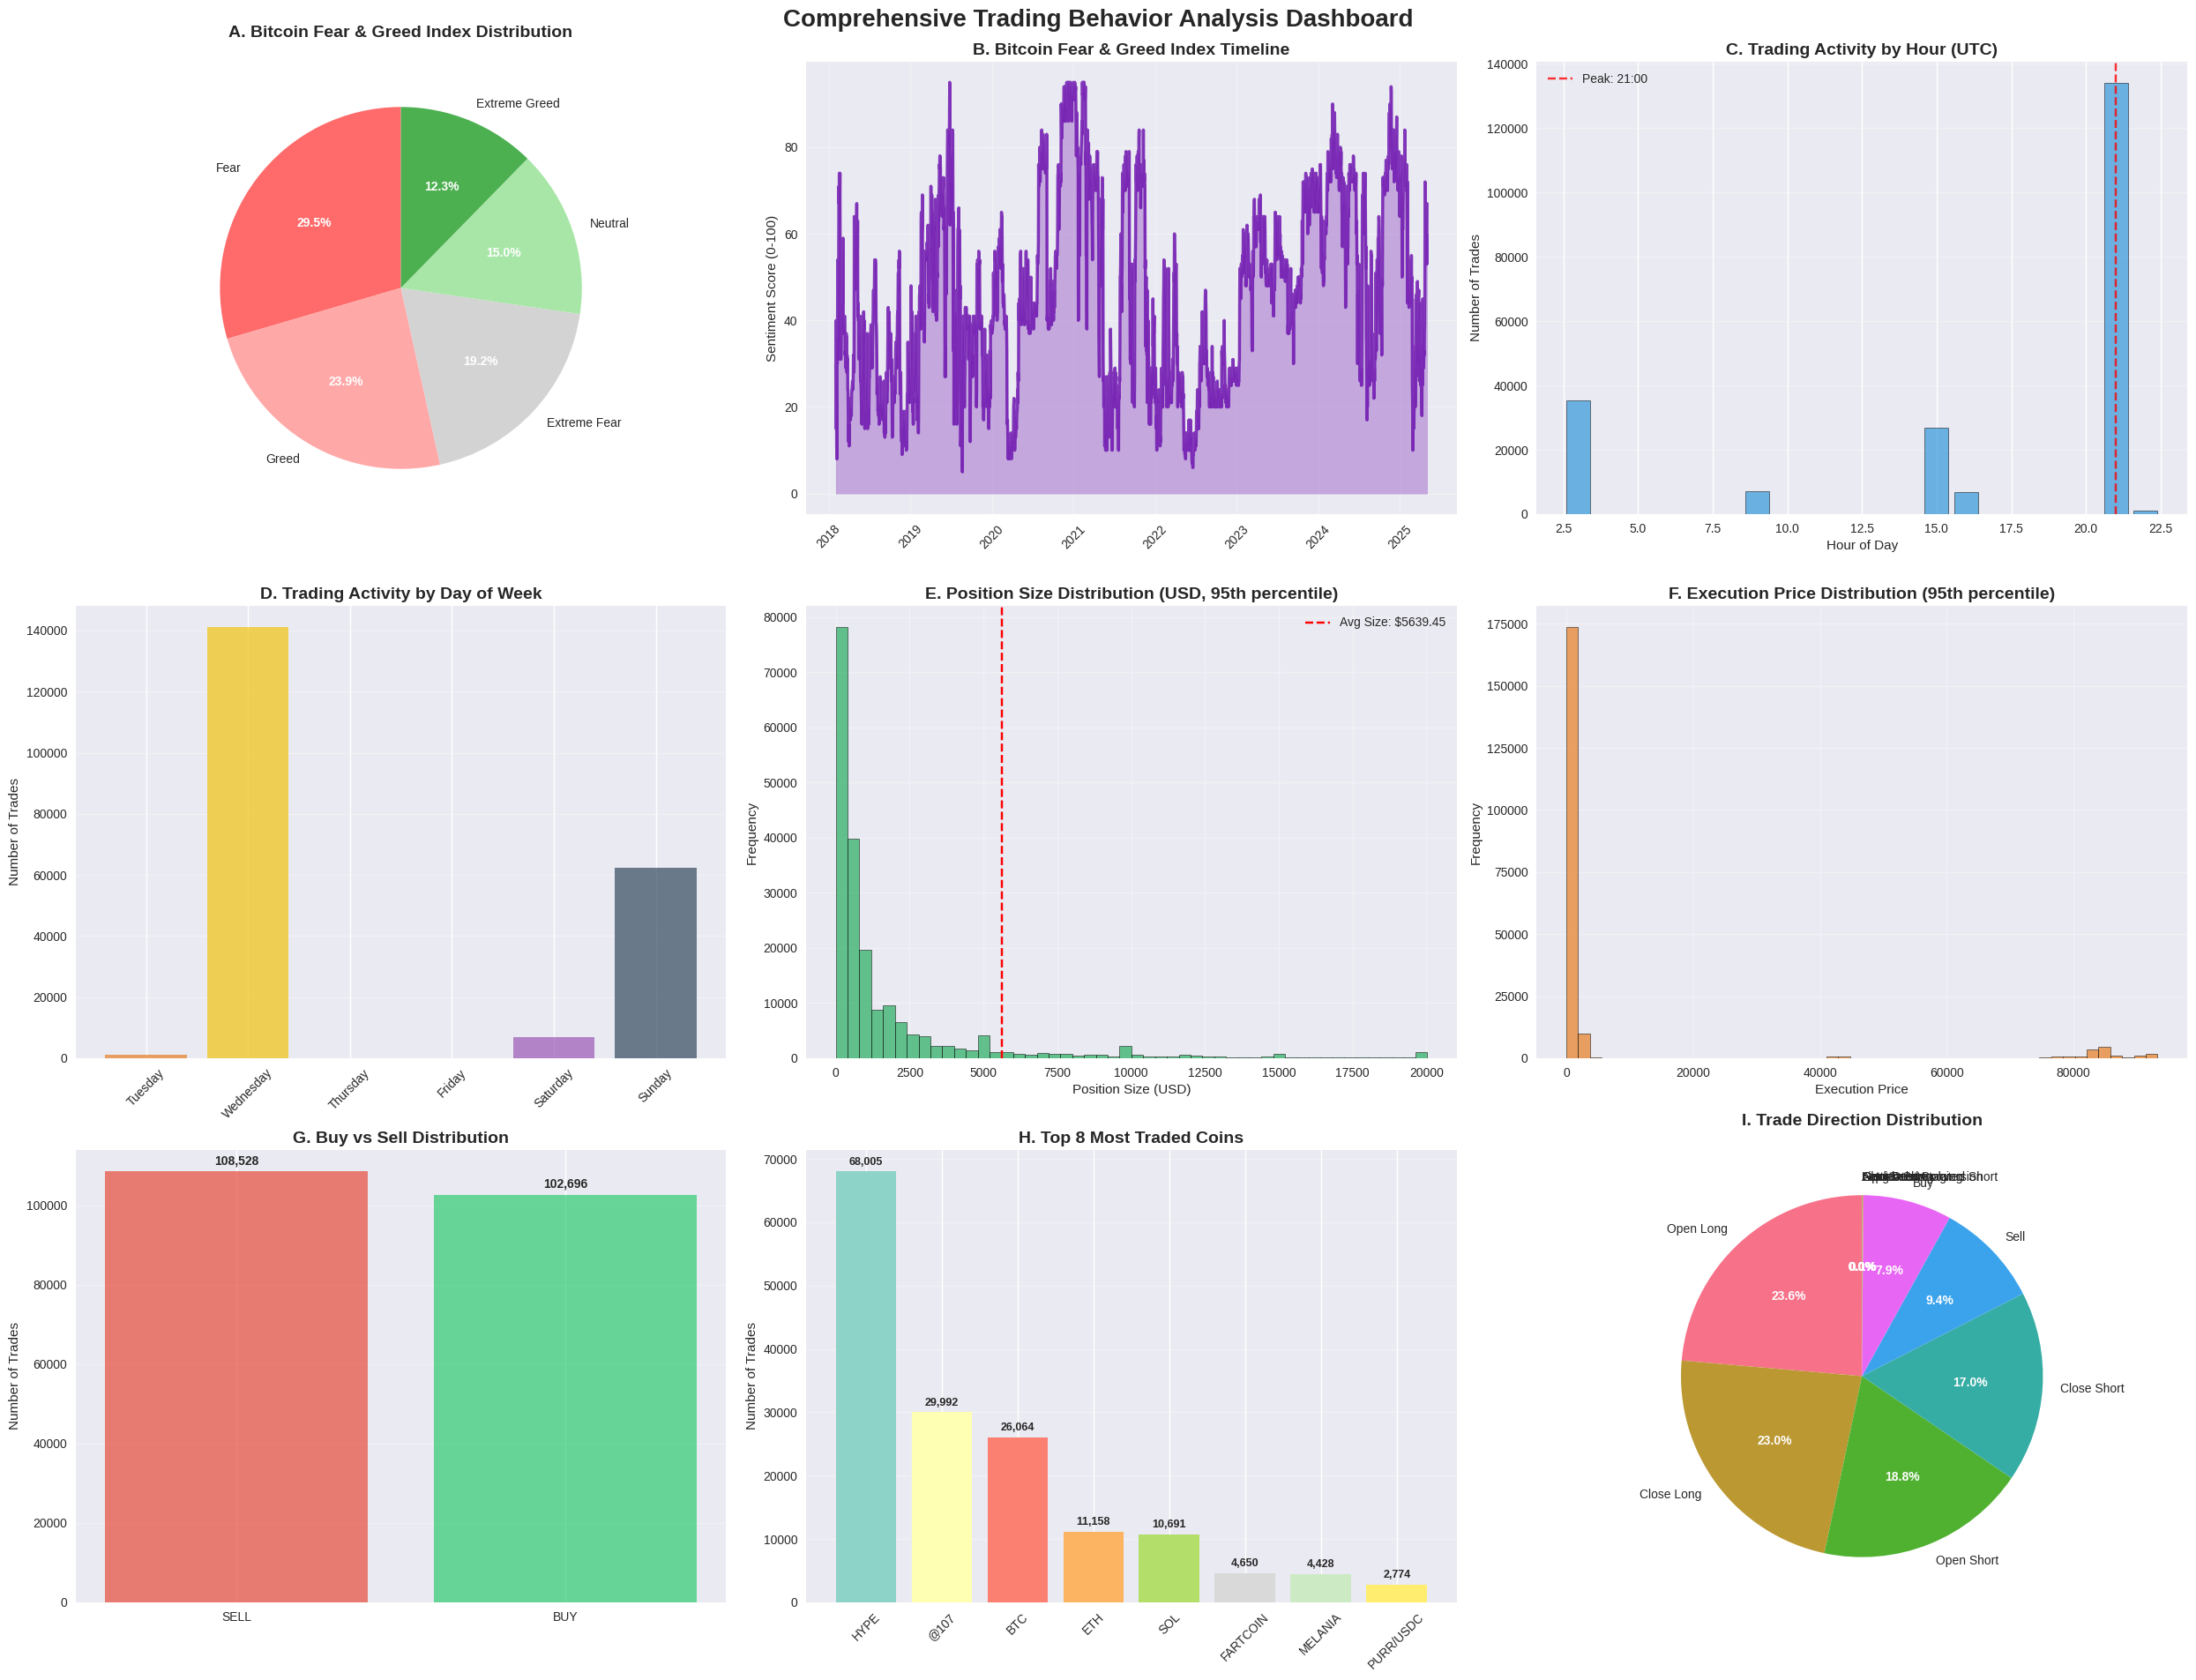 Comprehensive Trading Behavior Analysis Dashboard
A. Bitcoin Fear & Greed Index Distribution
Extreme Greed
Fear
12.3%
29.5%
Neutral
15.0%
19.2%
23.9%
Extreme Fear
Greed
B. Bitcoin Fear & Greed Index Timeline
Sentiment Score (0-100)
80
60
40
20
0
2018
2019
2020
2021
2022
2023
2024
2025
C. Trading Activity by Hour (UTC)
Peak: 21:00
Number of Trades
140000
120000
100000
80000
60000
40000
20000
0
2.5
5.0
7.5
10.0
12.5
15.0
17.5
20.0
22.5
Hour of Day
D. Trading Activity by Day of Week
Number of Trades
140000
120000
100000
80000
60000
40000
20000
0
Tuesday
Wednesday
Thursday
Friday
Saturday
Sunday
E. Position Size Distribution (USD, 95th percentile)
Avg Size: $5639.45
Frequency
80000
70000
60000
50000
40000
30000
20000
10000
0
0
2500
5000
7500
10000
12500
15000
17500
20000
Position Size (USD)
F. Execution Price Distribution (95th percentile)
Frequency
175000
150000
125000
100000
75000
50000
25000
0
0
20000
40000
60000
80000
Execution Price
G. Buy vs Sell Distribution
108,528
102,696
Number of Trades
100000
80000
60000
40000
20000
0
SELL
BUY
H. Top 8 Most Traded Coins
Number of Trades
70000
60000
50000
40000
30000
20000
10000
0
68,005
29,992
26,064
11,158
10,691
4,650
4,428
2,774
HYPE
@107
BTC
ETH
SOL
FARTCOIN
MELANIA
PURR/USDC
I. Trade Direction Distribution
Buy
Open Long
Sell
7.9%
23.6%
9.4%
17.0%
Close Short
23.0%
18.8%
Close Long
Open Short